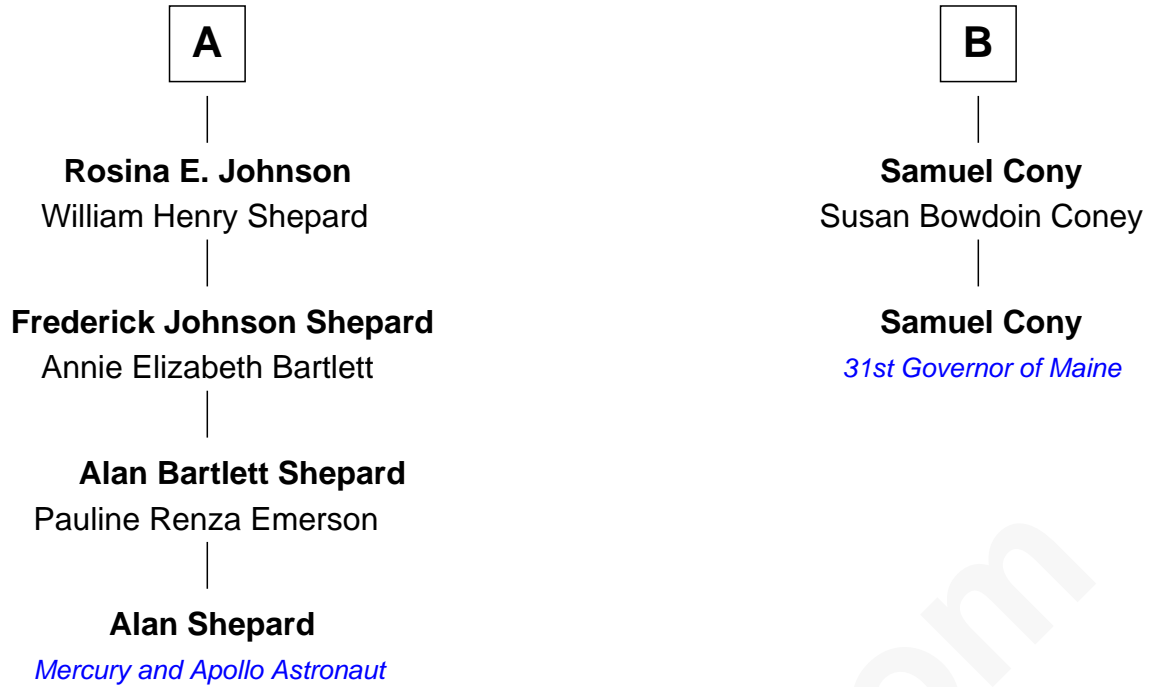 A
Rosina E. Johnson
William Henry Shepard
Frederick Johnson Shepard
Annie Elizabeth Bartlett
Alan Bartlett Shepard
Pauline Renza Emerson
Alan Shepard
Mercury and Apollo Astronaut
B
Samuel Cony
Susan Bowdoin Coney
Samuel Cony
31st Governor of Maine
om